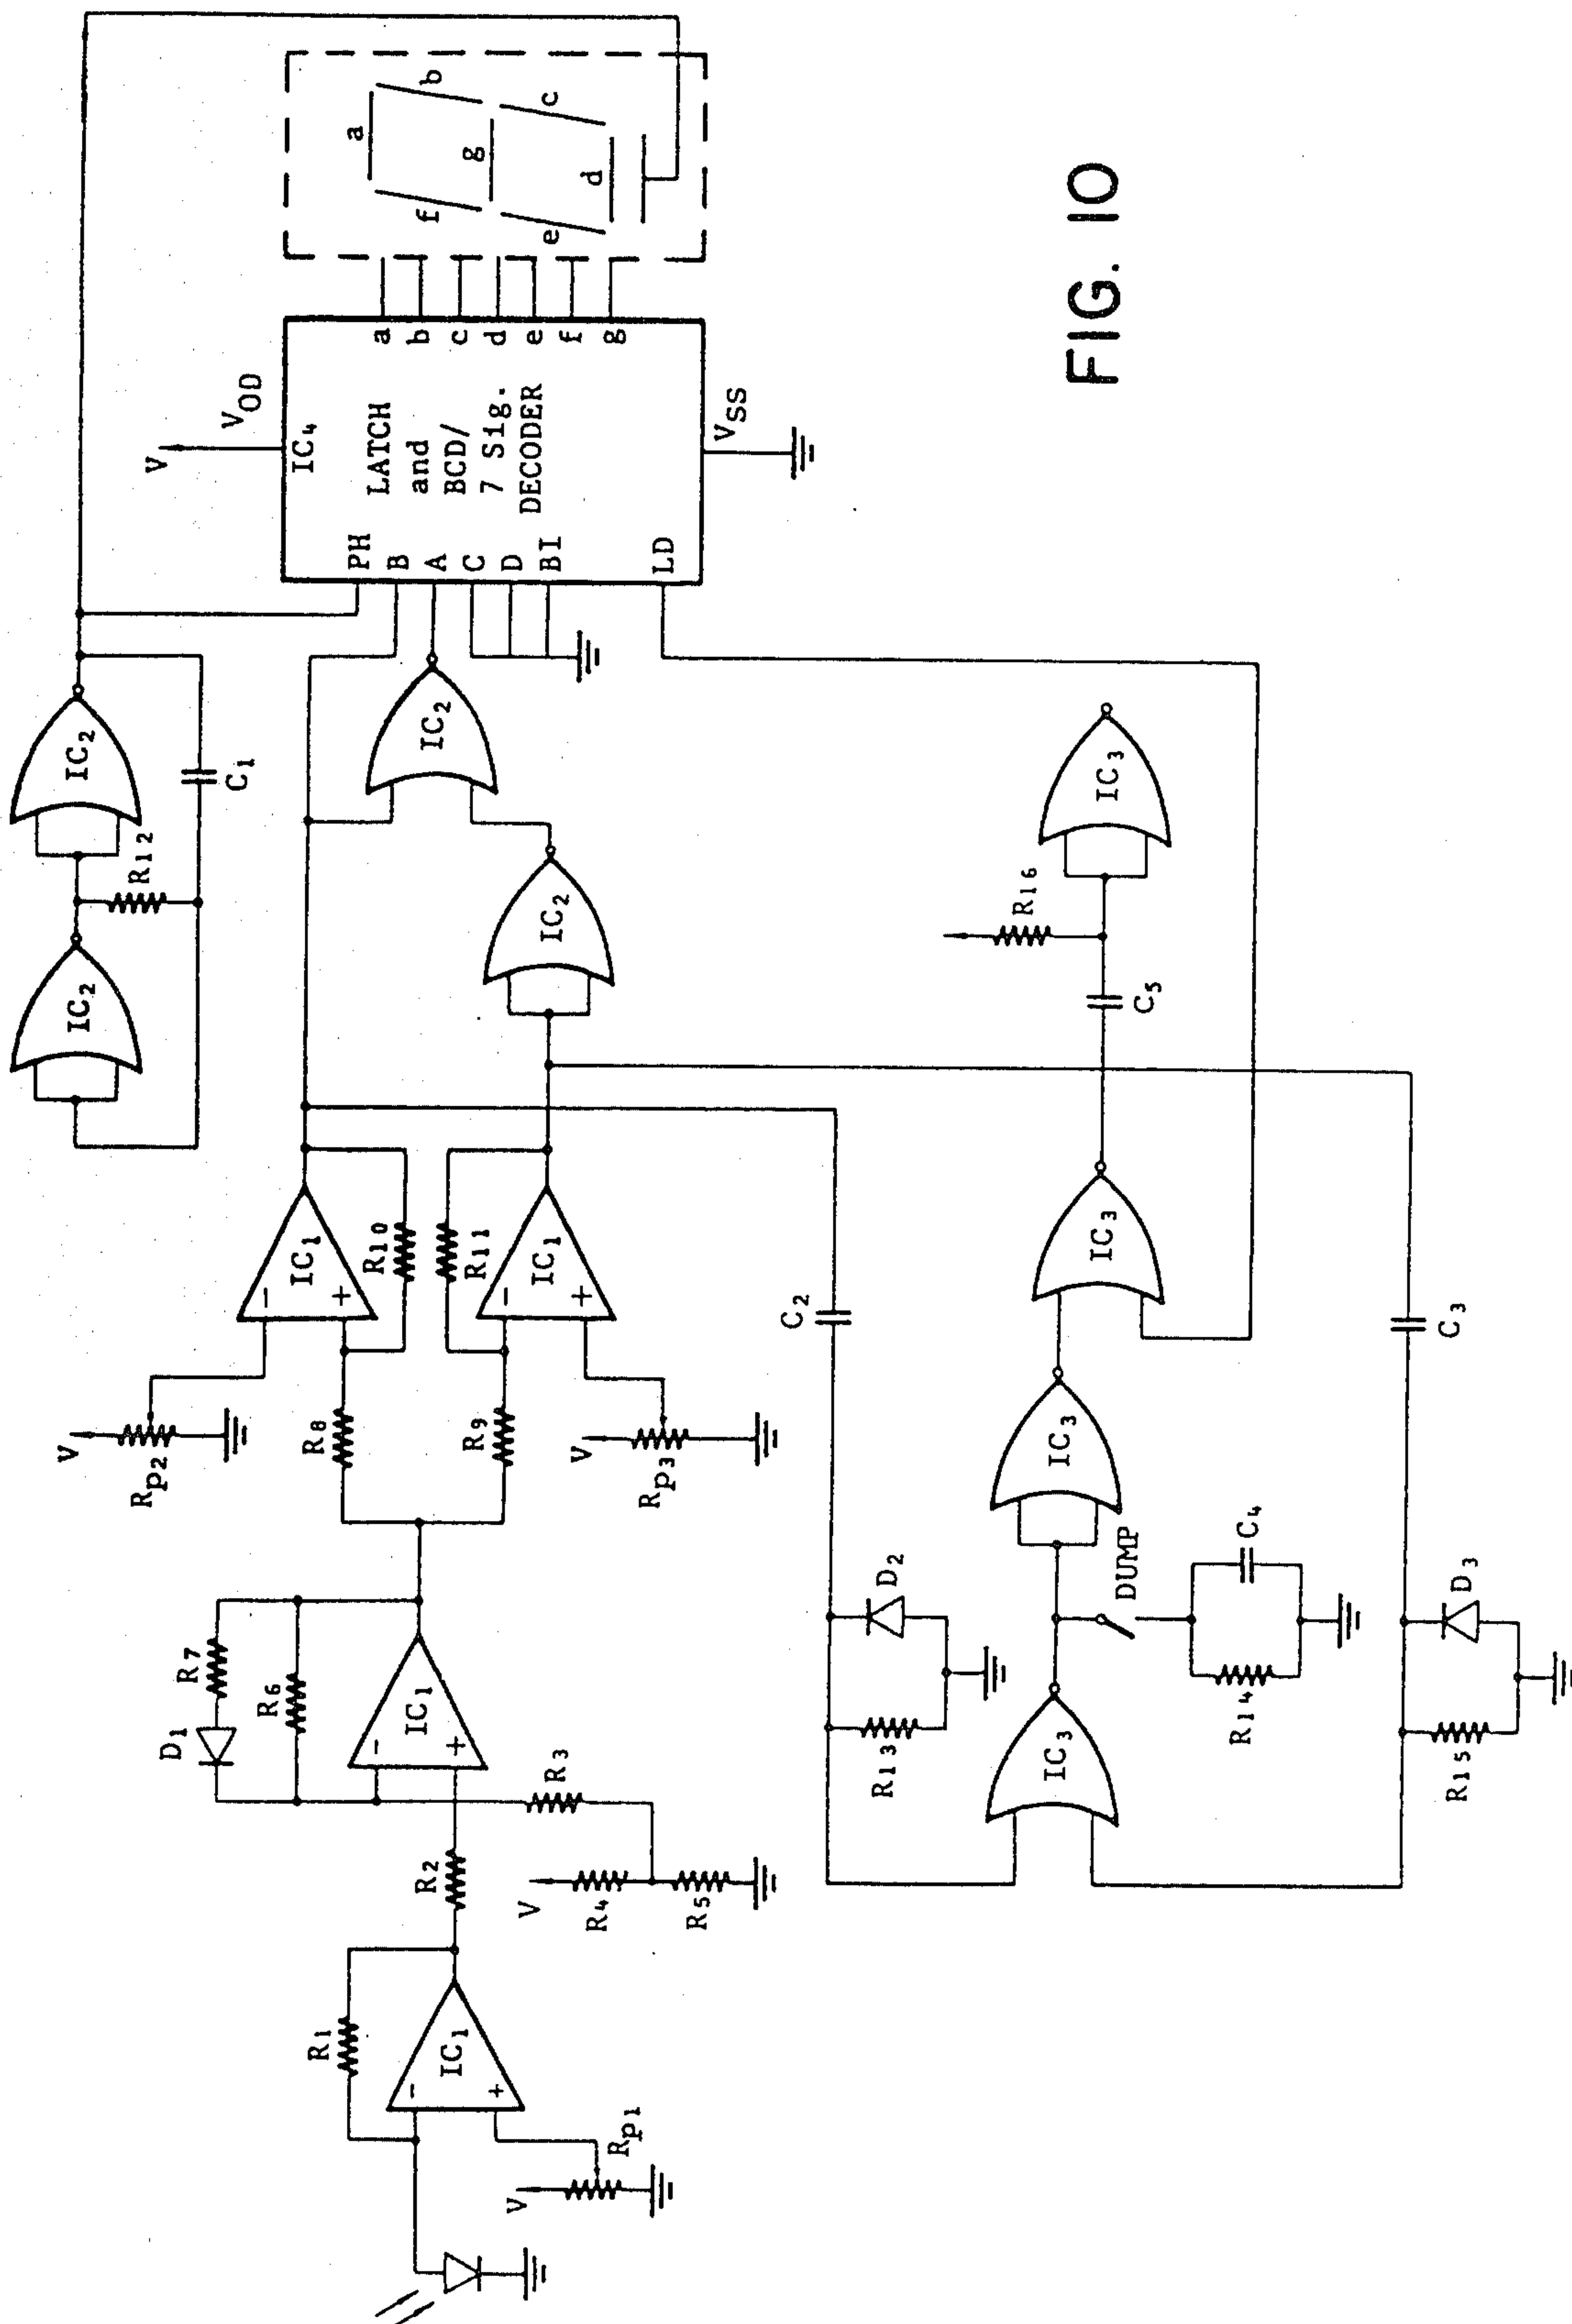 IC2
IC2
R12
C1
V
VOD
IC4
LATCH
and
BCD/
7 Sig.
DECODER
PH
B
A
C
D
BI
LD
VSS
a
b
c
d
e
f
g
a
b
c
d
e
f
g
R1
IC1
-
+
V
Rp1
R2
D1
R7
R6
IC1
-
+
R3
V
R4
R5
V
Rp2
R8
R9
V
Rp3
IC1
-
+
R10
R11
IC1
-
+
IC2
IC2
C2
D2
R13
IC3
IC3
DUMP
R14
C4
IC3
C5
R16
IC3
C3
D3
R15
FIG. 10